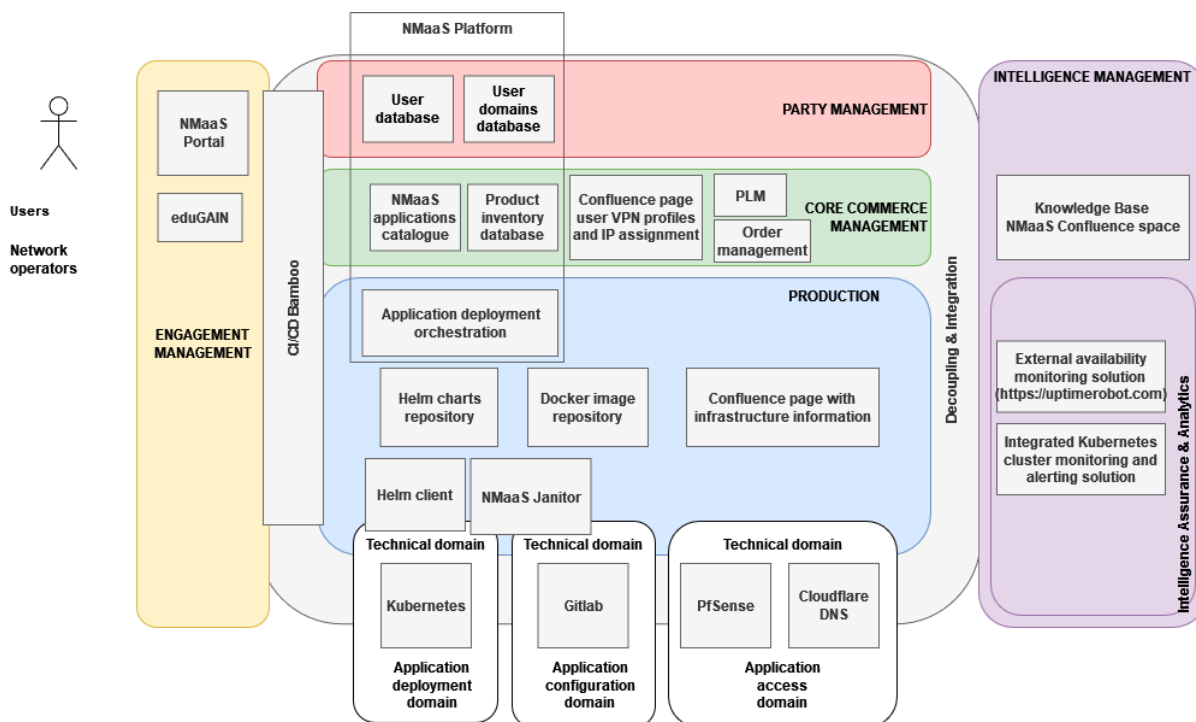 NMaaS Platform
Users
Network
operators
NMaaS
Portal
eduGAIN
ENGAGEMENT
MANAGEMENT
CI/CD Bamboo
User
database
User
domains
database
PARTY MANAGEMENT
NMaaS
applications
catalogue
Product
inventory
database
Confluence page
user VPN profiles
and IP assignment
PLM
Order
management
CORE COMMERCE
MANAGEMENT
PRODUCTION
Application deployment
orchestration
Helm charts
repository
Docker image
repository
Confluence page with
infrastructure information
Helm client
NMaaS Janitor
Decoupling & Integration
Technical domain
Kubernetes
Application
deployment
domain
Technical domain
Gitlab
Application
configuration
domain
Technical domain
PfSense
Cloudflare
DNS
Application
access
domain
INTELLIGENCE MANAGEMENT
Knowledge Base
NMaaS Confluence space
External availability
monitoring solution
(https://uptimerobot.com)
Integrated Kubernetes
cluster monitoring and
alerting solution
Intelligence Assurance & Analytics